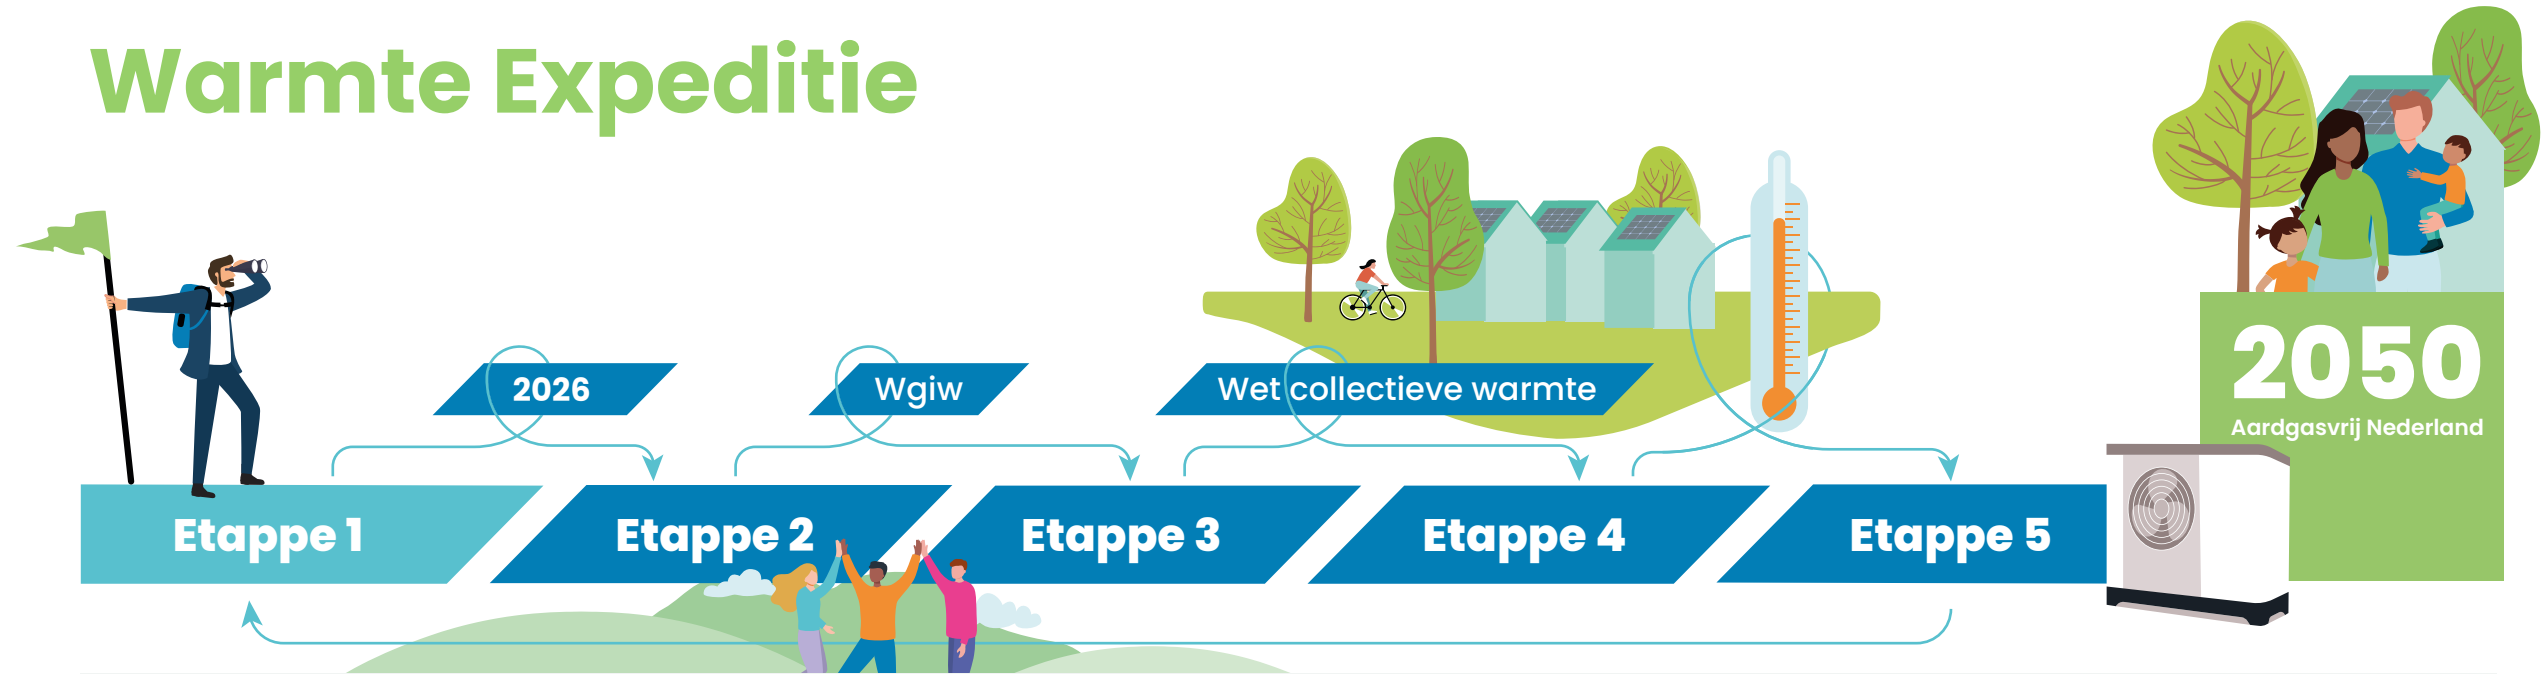 Warmte Expeditie
2026
Wgiw
Wet collectieve warmte
2050
Aardgasvrij Nederland
Etappe 1
Etappe 2
Etappe 3
Etappe 4
Etappe 5